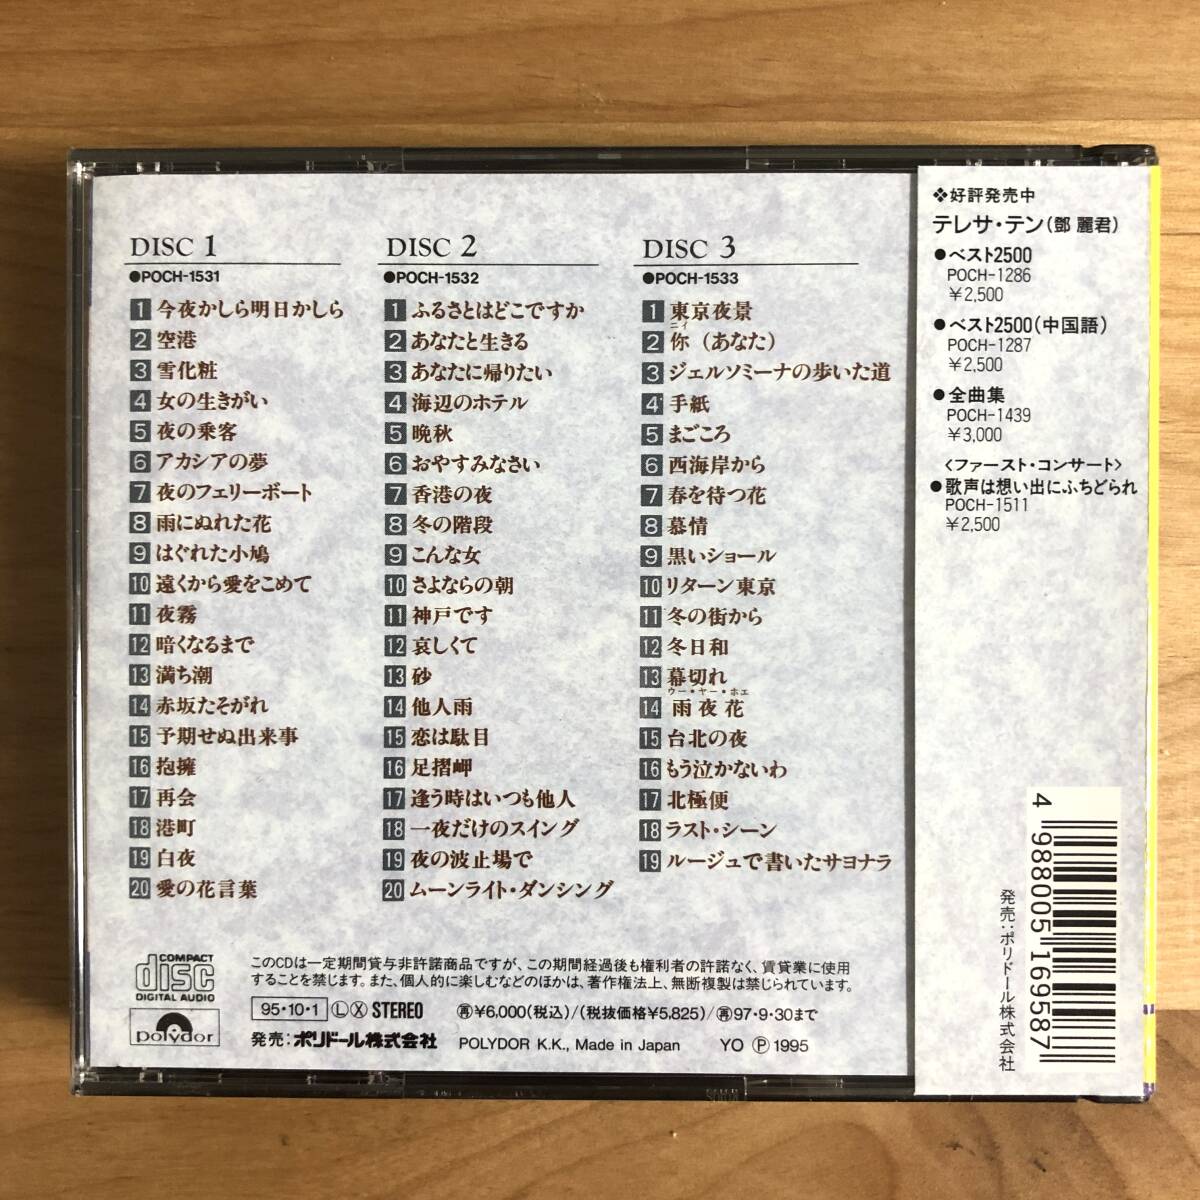 DISC 1
●POCH-1531
1 今夜かしら明日かしら
2 空港
3 雪化粧
4 女の生きがい
5 夜の乗客
6 アカシアの夢
7 夜のフェリーボート
8 雨にぬれた花
9 はぐれた小鳩
10 遠くから愛をこめて
11 夜霧
12 暗くなるまで
13 満ち潮
14 赤坂たそがれ
15 予期せぬ出来事
16 抱擁
17 再会
18 港町
19 白夜
20 愛の花言葉
DISC 2
●POCH-1532
1 ふるさとはどこですか
2 あなたと生きる
3 あなたに帰りたい
4 海辺のホテル
5 晩秋
6 おやすみなさい
7 香港の夜
8 冬の階段
9 こんな女
10 さよならの朝
11 神戸です
12 哀しくて
13 砂
14 他人雨
15 恋は駄目
16 足摺岬
17 逢う時はいつも他人
18 一夜だけのスイング
19 夜の波止場で
20 ムーンライト・ダンシング
DISC 3
●POCH-1533
1 東京夜景
ニイ
2 你(あなた)
3 ジェルソミーナの歩いた道
4 手紙
5 まごころ
6 西海岸から
7 春を待つ花
8 慕情
9 黒いショール
10 リターン東京
11 冬の街から
12 冬日和
13 幕切れ
ウー・ヤー・ホエ
14 雨夜花
15 台北の夜
16 もう泣かないわ
17 北極便
18 ラスト・シーン
19 ルージュで書いたサヨナラ
COMPACT
disc
DIGITAL AUDIO
polydor
このCDは一定期間貸与非許諾商品ですが、この期間経過後も権利者の許諾なく、賃貸業に使用
することを禁じます。また、個人的に楽しむなどのほかは、著作権法上、無断複製は禁じられています。
95・10・1 Ⓛ Ⓧ STEREO ㊢¥6,000(税込)/(税抜価格¥5,825)/㊢97・9・30まで
発売:ポリドール株式会社 POLYDOR K.K., Made in Japan YO Ⓟ 1995
❖好評発売中
テレサ・テン(鄧 麗君)
●ベスト2500
POCH-1286
¥2,500
●ベスト2500(中国語)
POCH-1287
¥2,500
●全曲集
POCH-1439
¥3,000
〈ファースト・コンサート〉
●歌声は想い出にふちどられ
POCH-1511
¥2,500
4 988005 169587
発売:ポリドール株式会社